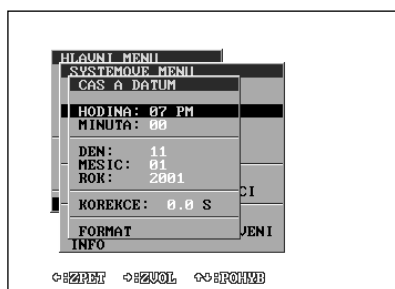 HLAVNI MENU
SYSTEMOVE MENU
CAS A DATUM
HODINA: 07 PM
MINUTA: 00
DEN: 11
MESIC: 01
ROK: 2001
CI
KOREKCE: 0.0 S
FORMAT
VENI
INFO
:ZPET :ZVOL :POHYB